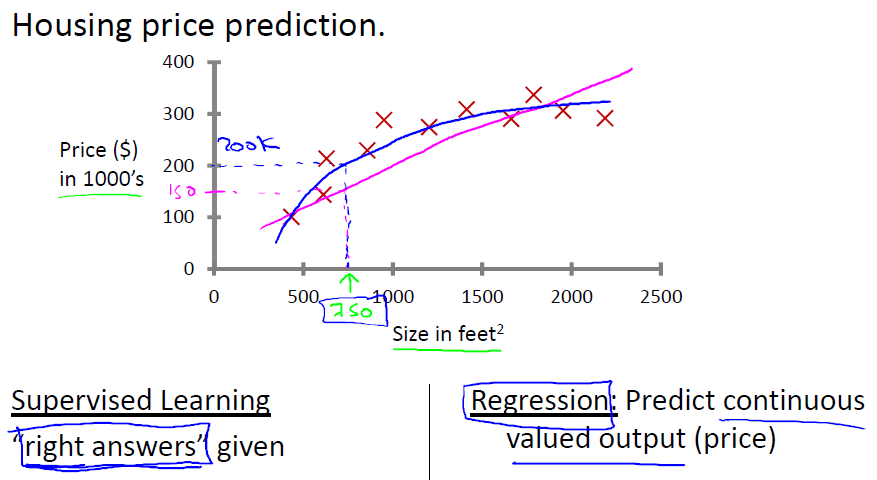 Housing price prediction.
400
300
200
100
0
Price ($)
in 1000's
200K
150
0
500
1000
1500
2000
2500
750
Size in feet²
Supervised Learning
"right answers" given
Regression: Predict continuous
valued output (price)